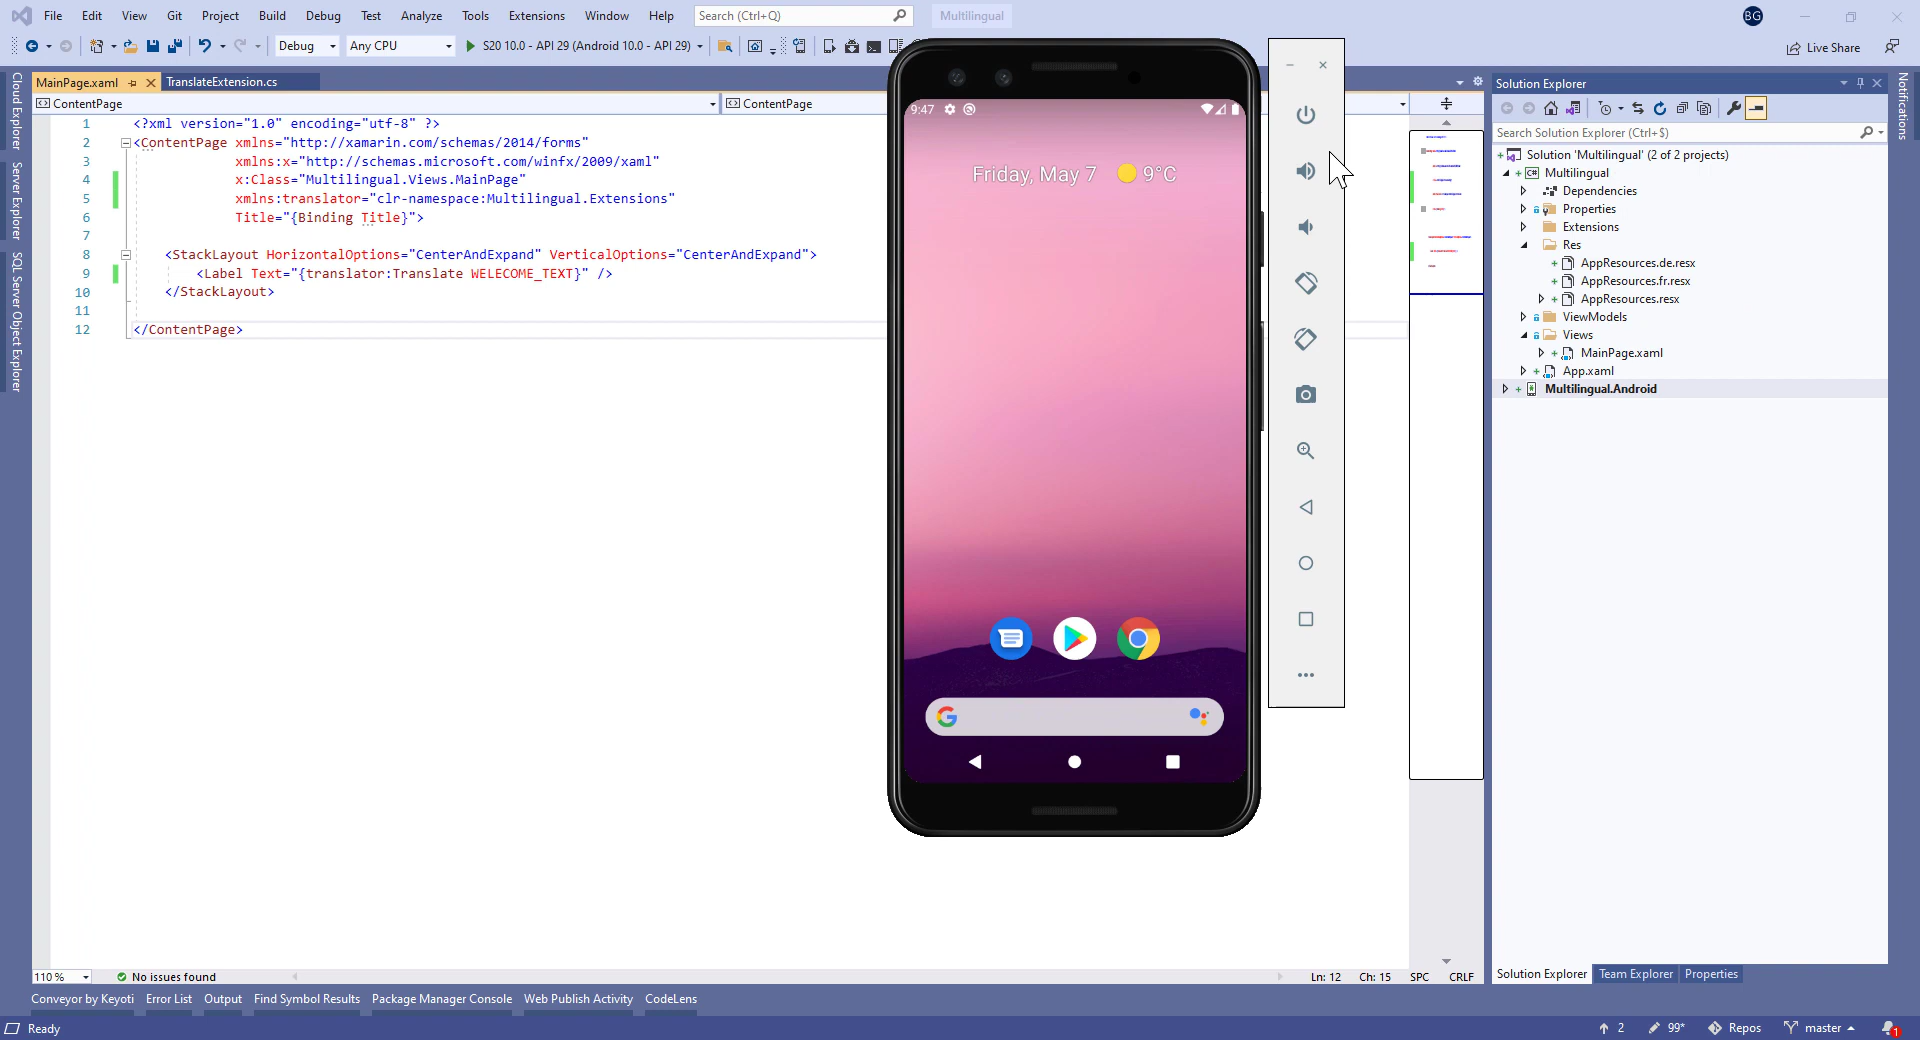 File Edit View Git Project Build Debug Test Analyze Tools Extensions Window Help Search (Ctrl+Q) Multilingual BG
Debug Any CPU S20 10.0 - API 29 (Android 10.0 - API 29) Live Share
MainPage.xaml TranslateExtension.cs
ContentPage ContentPage
1 <?xml version="1.0" encoding="utf-8" ?>
2 <ContentPage xmlns="http://xamarin.com/schemas/2014/forms"
3 xmlns:x="http://schemas.microsoft.com/winfx/2009/xaml"
4 x:Class="Multilingual.Views.MainPage"
5 xmlns:translator="clr-namespace:Multilingual.Extensions"
6 Title="{Binding Title}">
7
8 <StackLayout HorizontalOptions="CenterAndExpand" VerticalOptions="CenterAndExpand">
9 <Label Text="{translator:Translate WELECOME_TEXT}" />
10 </StackLayout>
11
12 </ContentPage>
Cloud Explorer
Server Explorer
SQL Server Object Explorer
9:47
Friday, May 7 9°C
Solution Explorer
Search Solution Explorer (Ctrl+$)
Solution 'Multilingual' (2 of 2 projects)
C# Multilingual
Dependencies
Properties
Extensions
Res
AppResources.de.resx
AppResources.fr.resx
AppResources.resx
ViewModels
Views
MainPage.xaml
App.xaml
Multilingual.Android
Notifications
110 % No issues found Ln: 12 Ch: 15 SPC CRLF
Solution Explorer Team Explorer Properties
Conveyor by Keyoti Error List Output Find Symbol Results Package Manager Console Web Publish Activity CodeLens
Ready 2 99* Repos master 1